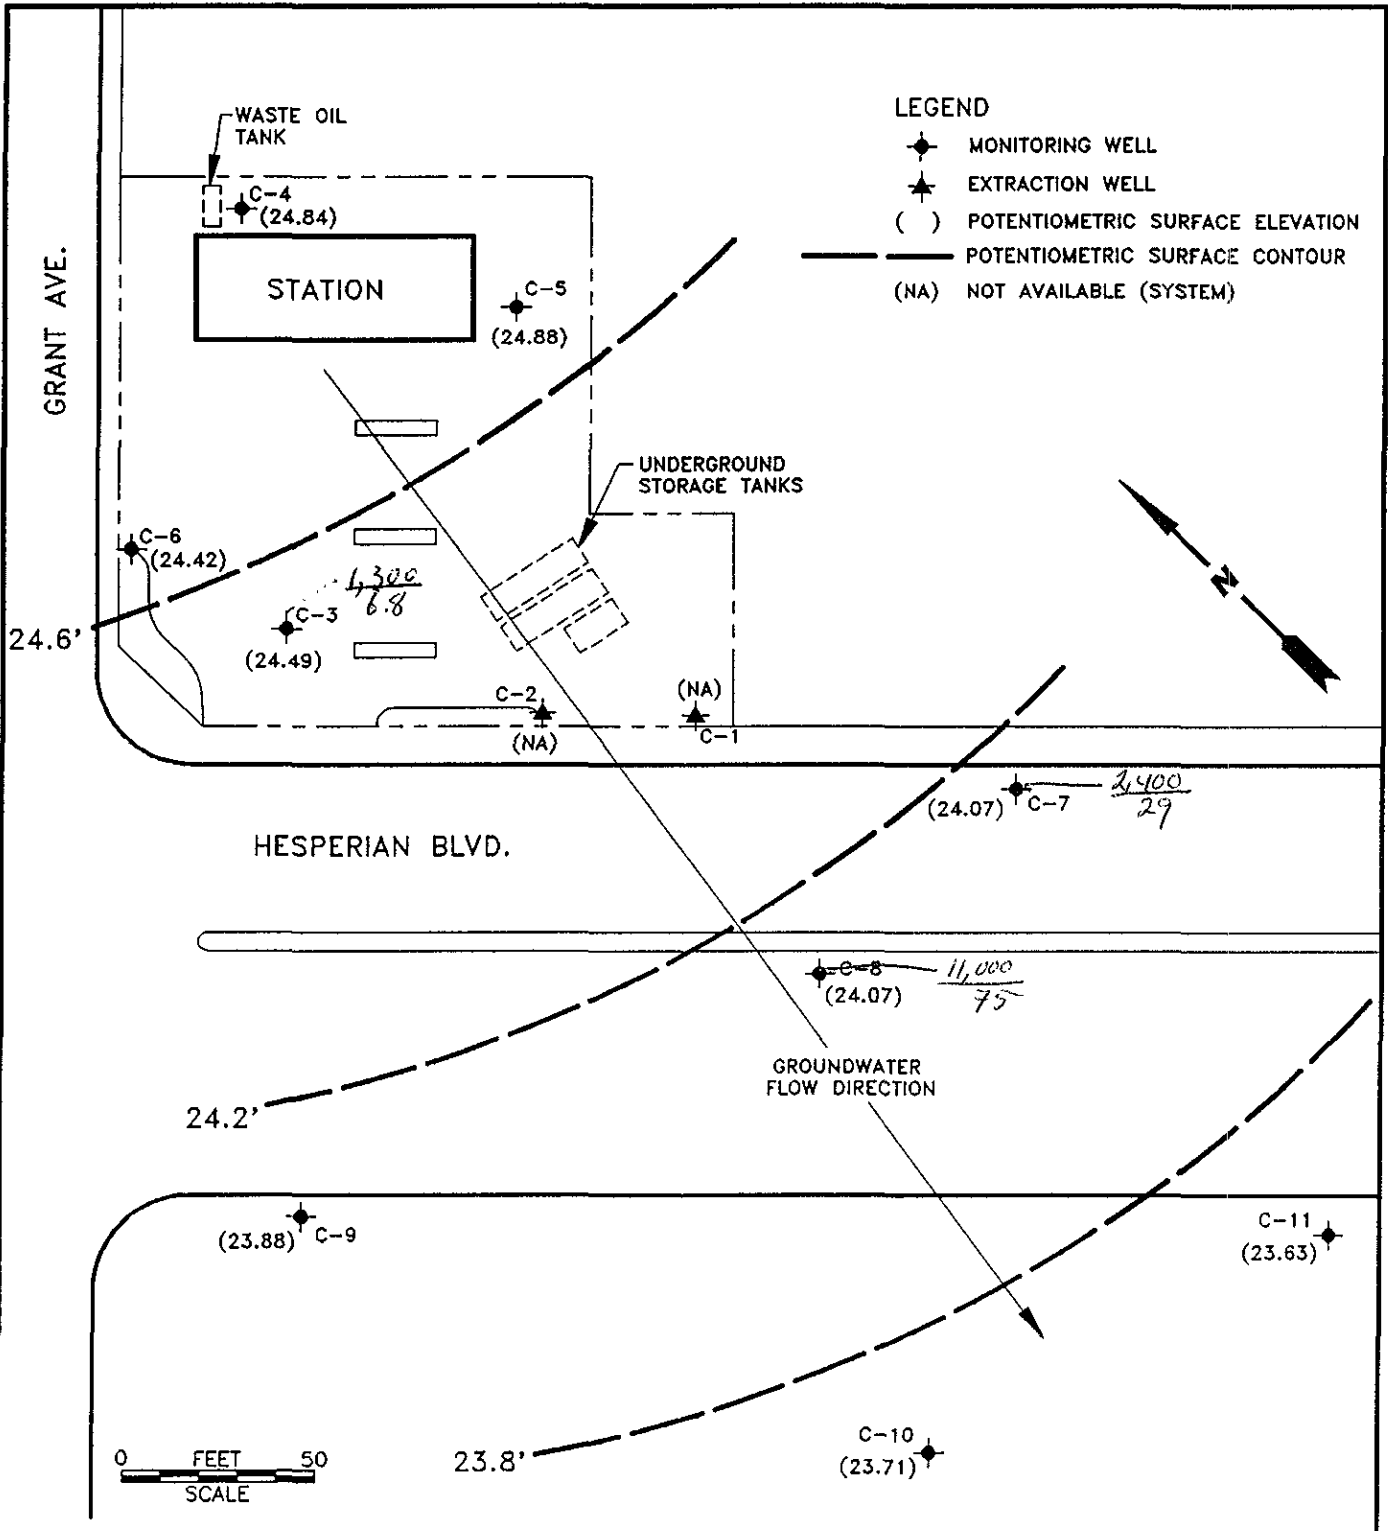 WASTE OIL
TANK
C-4
(24.84)
STATION
C-5
(24.88)
GRANT AVE.
LEGEND
MONITORING WELL
EXTRACTION WELL
( ) POTENTIOMETRIC SURFACE ELEVATION
POTENTIOMETRIC SURFACE CONTOUR
(NA) NOT AVAILABLE (SYSTEM)
UNDERGROUND
STORAGE TANKS
N
C-6
(24.42)
1,300
6.8
C-3
(24.49)
24.6'
C-2
(NA)
(NA)
C-1
(24.07) C-7
2,400
29
HESPERIAN BLVD.
C-8
(24.07)
11,000
75
GROUNDWATER
FLOW DIRECTION
24.2'
(23.88) C-9
C-11
(23.63)
C-10
(23.71)
23.8'
0 FEET 50
SCALE